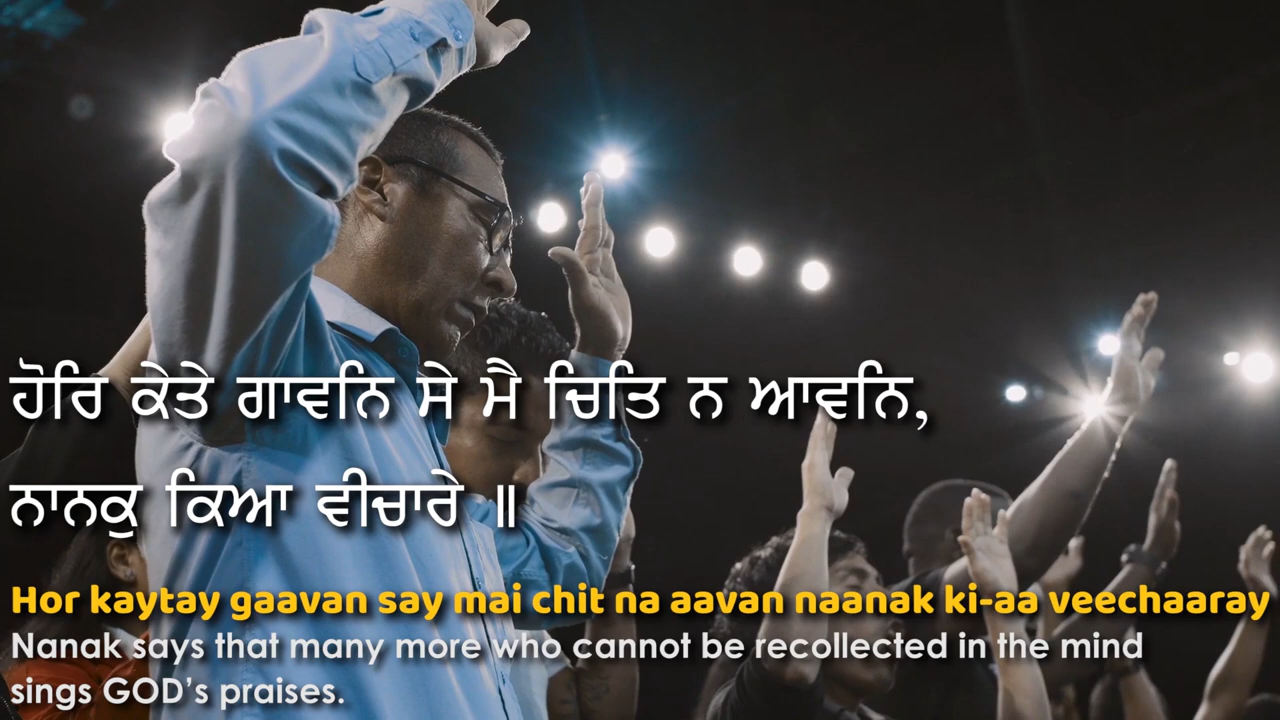 ਹੋਰਿ ਕੇਤੇ ਗਾਵਨਿ ਸੇ ਮੈ ਚਿਤਿ ਨ ਆਵਨਿ,
ਨਾਨਕੁ ਕਿਆ ਵੀਚਾਰੇ ॥
Hor kaytay gaavan say mai chit na aavan naanak ki-aa veechaaray
Nanak says that many more who cannot be recollected in the mind
sings GOD’s praises.